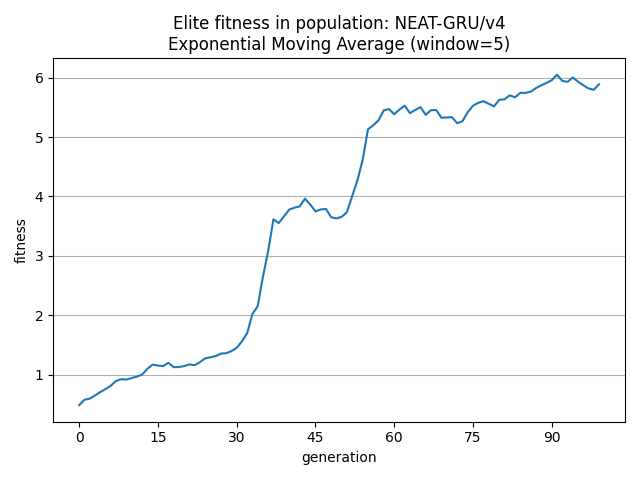 Elite fitness in population: NEAT-GRU/v4
Exponential Moving Average (window=5)
fitness
6
5
4
3
2
1
0 15 30 45 60 75 90
generation